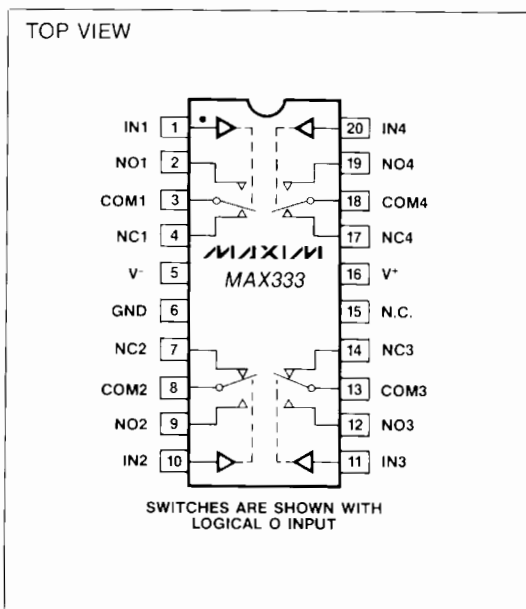 TOP VIEW
IN1 1 20 IN4
NO1 2 19 NO4
COM1 3 18 COM4
NC1 4 17 NC4
MAXIM
V- 5 MAX333 16 V+
GND 6 15 N.C.
NC2 7 14 NC3
COM2 8 13 COM3
NO2 9 12 NO3
IN2 10 11 IN3
SWITCHES ARE SHOWN WITH
LOGICAL O INPUT